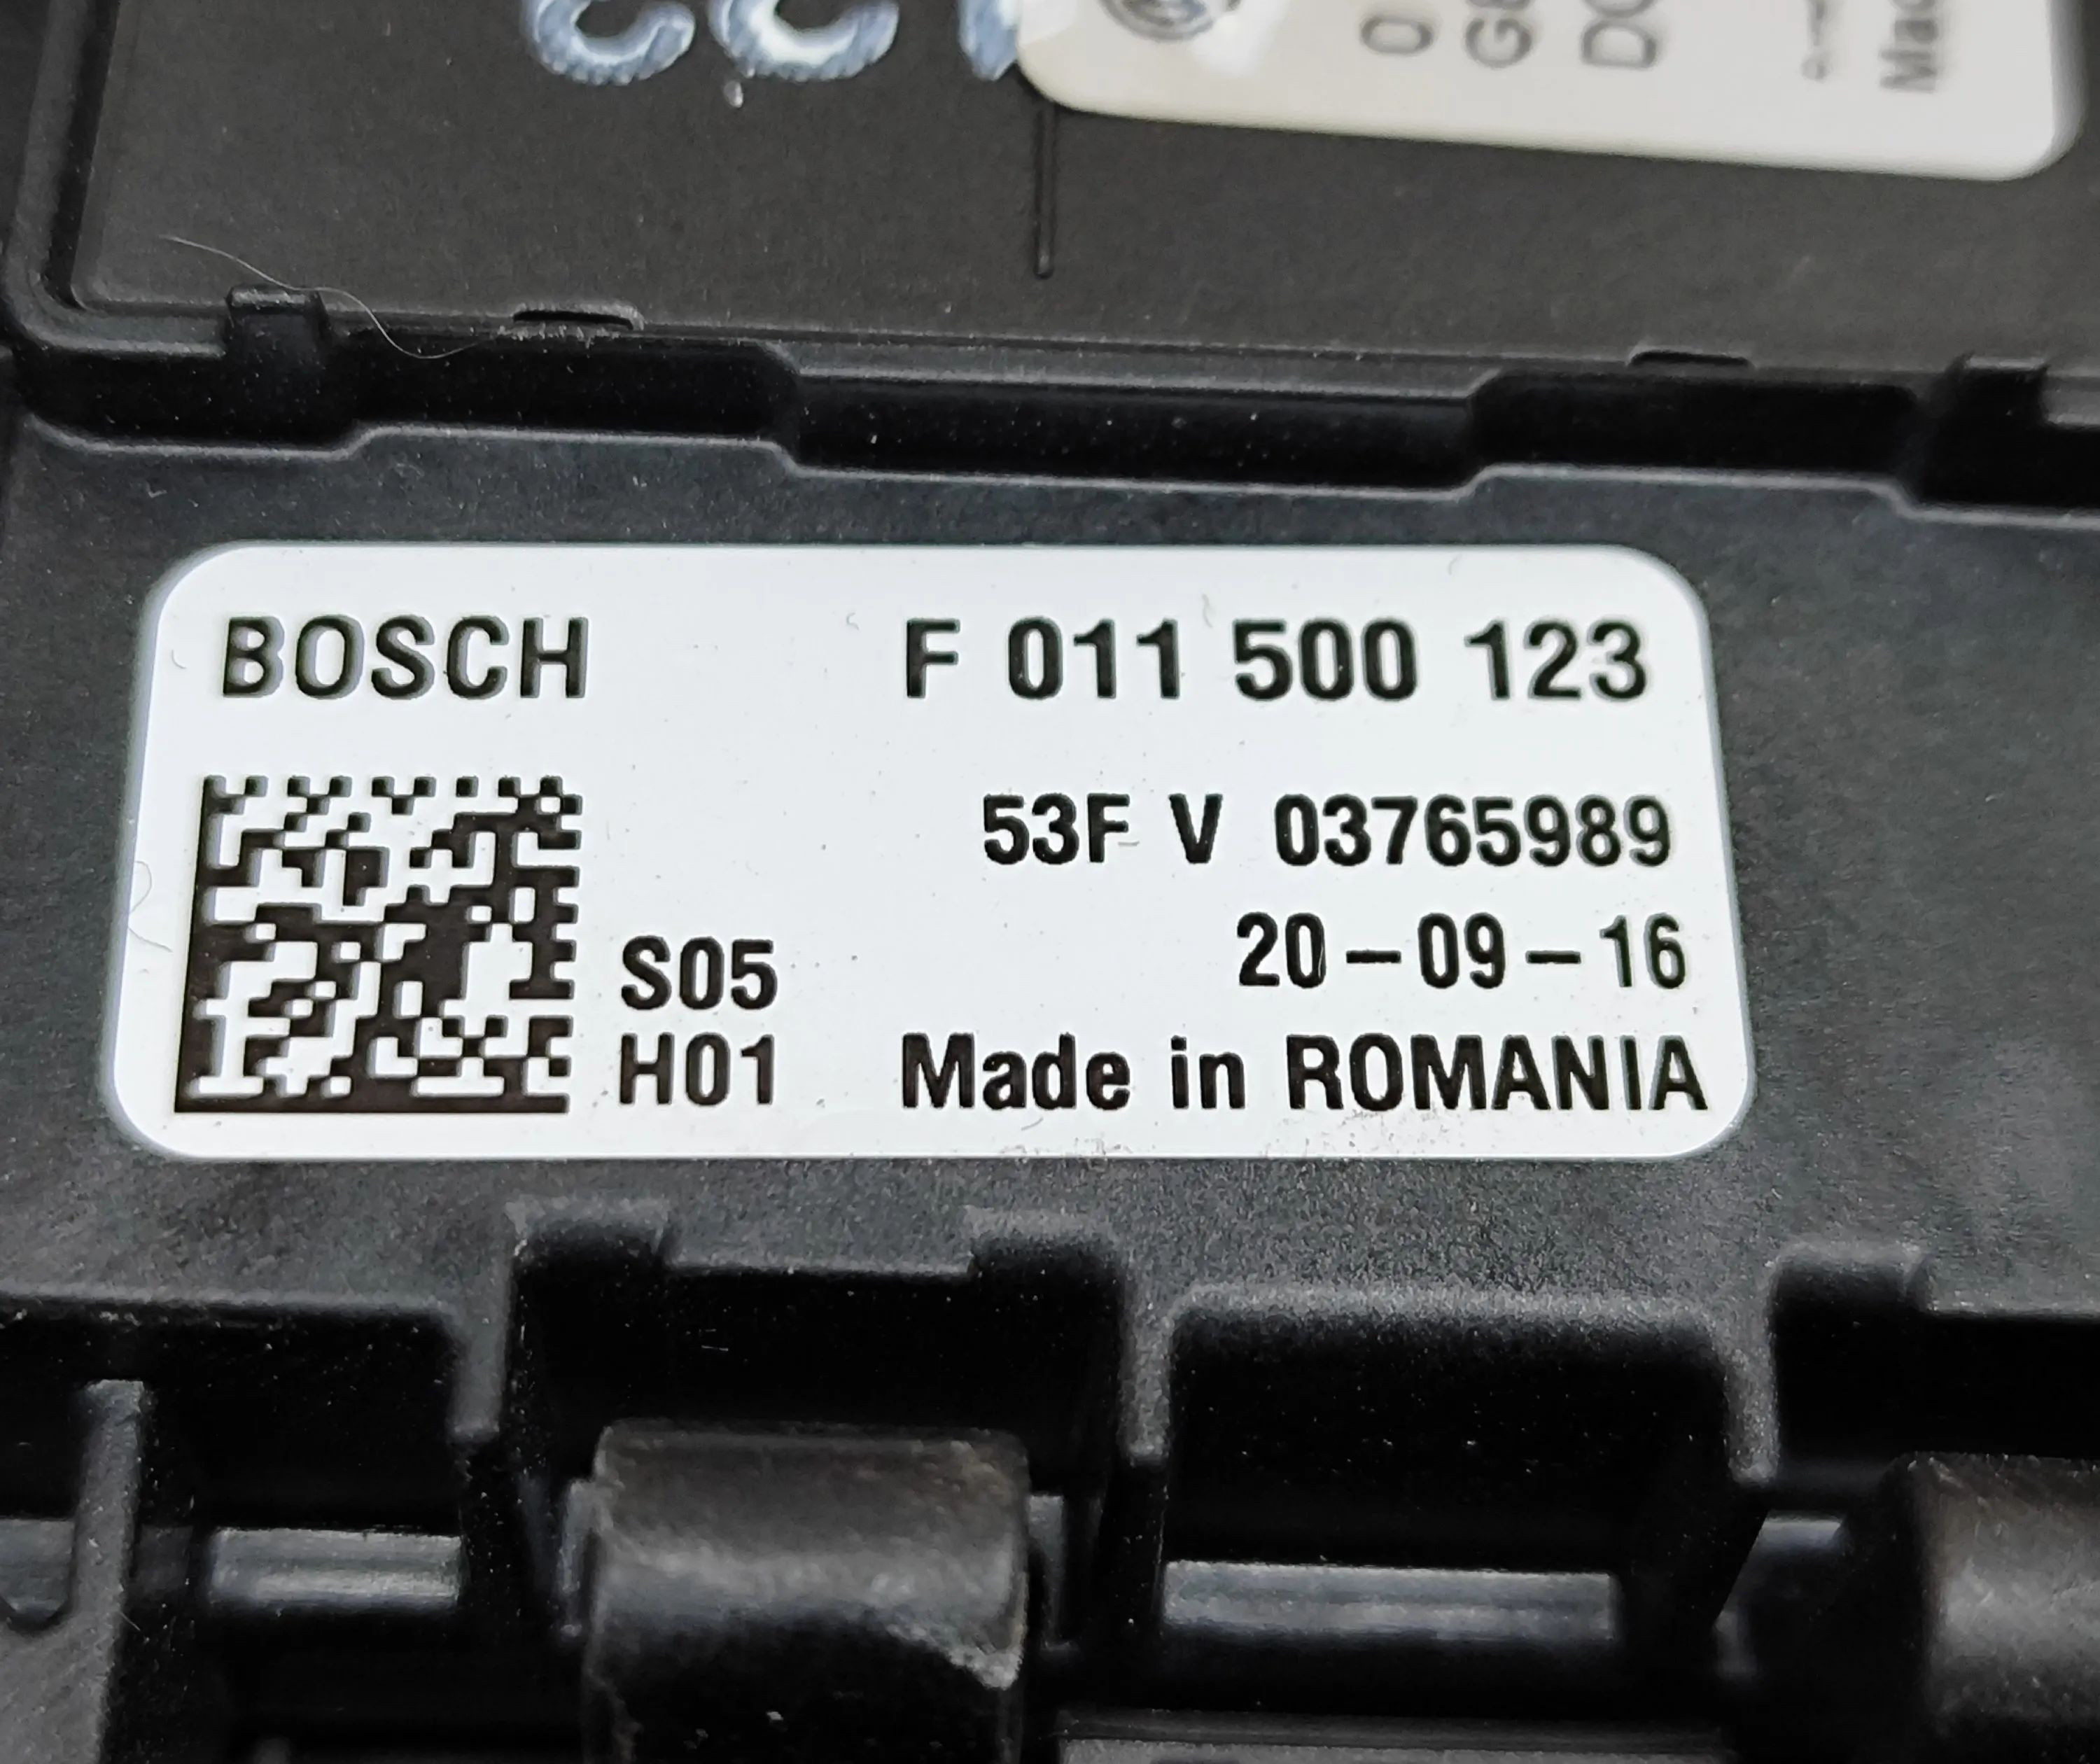 BOSCH F 011 500 123
53F V 03765989
20-09-16
S05
H01 Made in ROMANIA